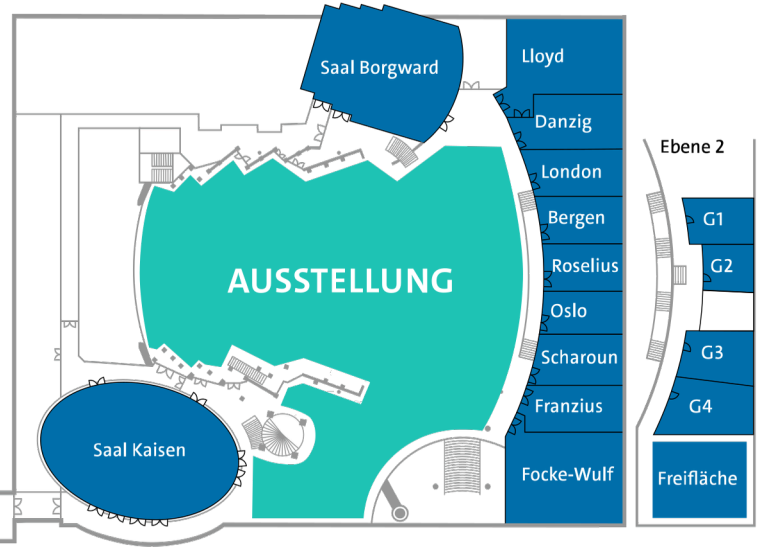 Saal Borgward
Lloyd
Danzig
London
Bergen
Roselius
Oslo
Scharoun
Franzius
Focke-Wulf
AUSSTELLUNG
Saal Kaisen
Ebene 2
G1
G2
G3
G4
Freifläche